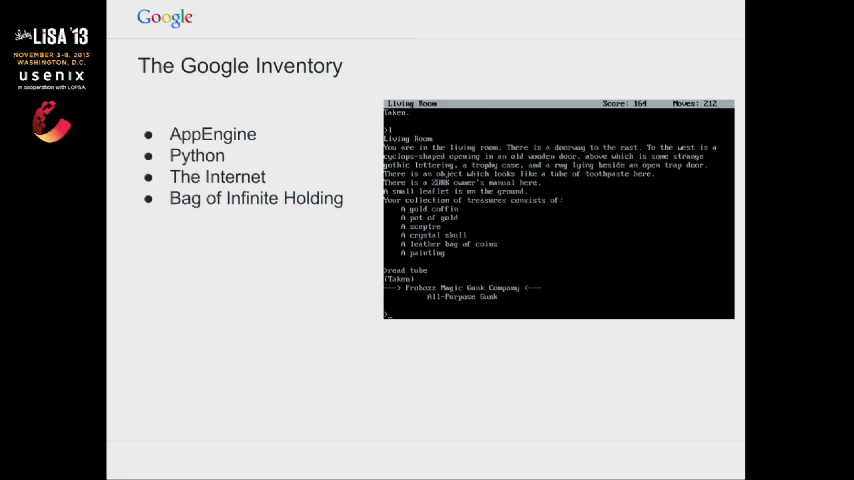 Google
Lucky LISA '13
NOVEMBER 3–8, 2013
WASHINGTON, D.C.
usenix
in cooperation with LOPSA
The Google Inventory
AppEngine
Python
The Internet
Bag of Infinite Holding
Living Room Score: 164 Moves: 212
Taken.
>l
Living Room
You are in the living room. There is a doorway to the east. To the west is a
cyclops-shaped opening in an old wooden door, above which is some strange
gothic lettering, a trophy case, and a rug lying beside an open trap door.
There is an object which looks like a tube of toothpaste here.
There is a ZORK owner's manual here.
A small leaflet is on the ground.
Your collection of treasures consists of:
A gold coffin
A pot of gold
A sceptre
A crystal skull
A leather bag of coins
A painting
>read tube
(Taken)
---> Frobozz Magic Gunk Company <---
All-Purpose Gunk
>_